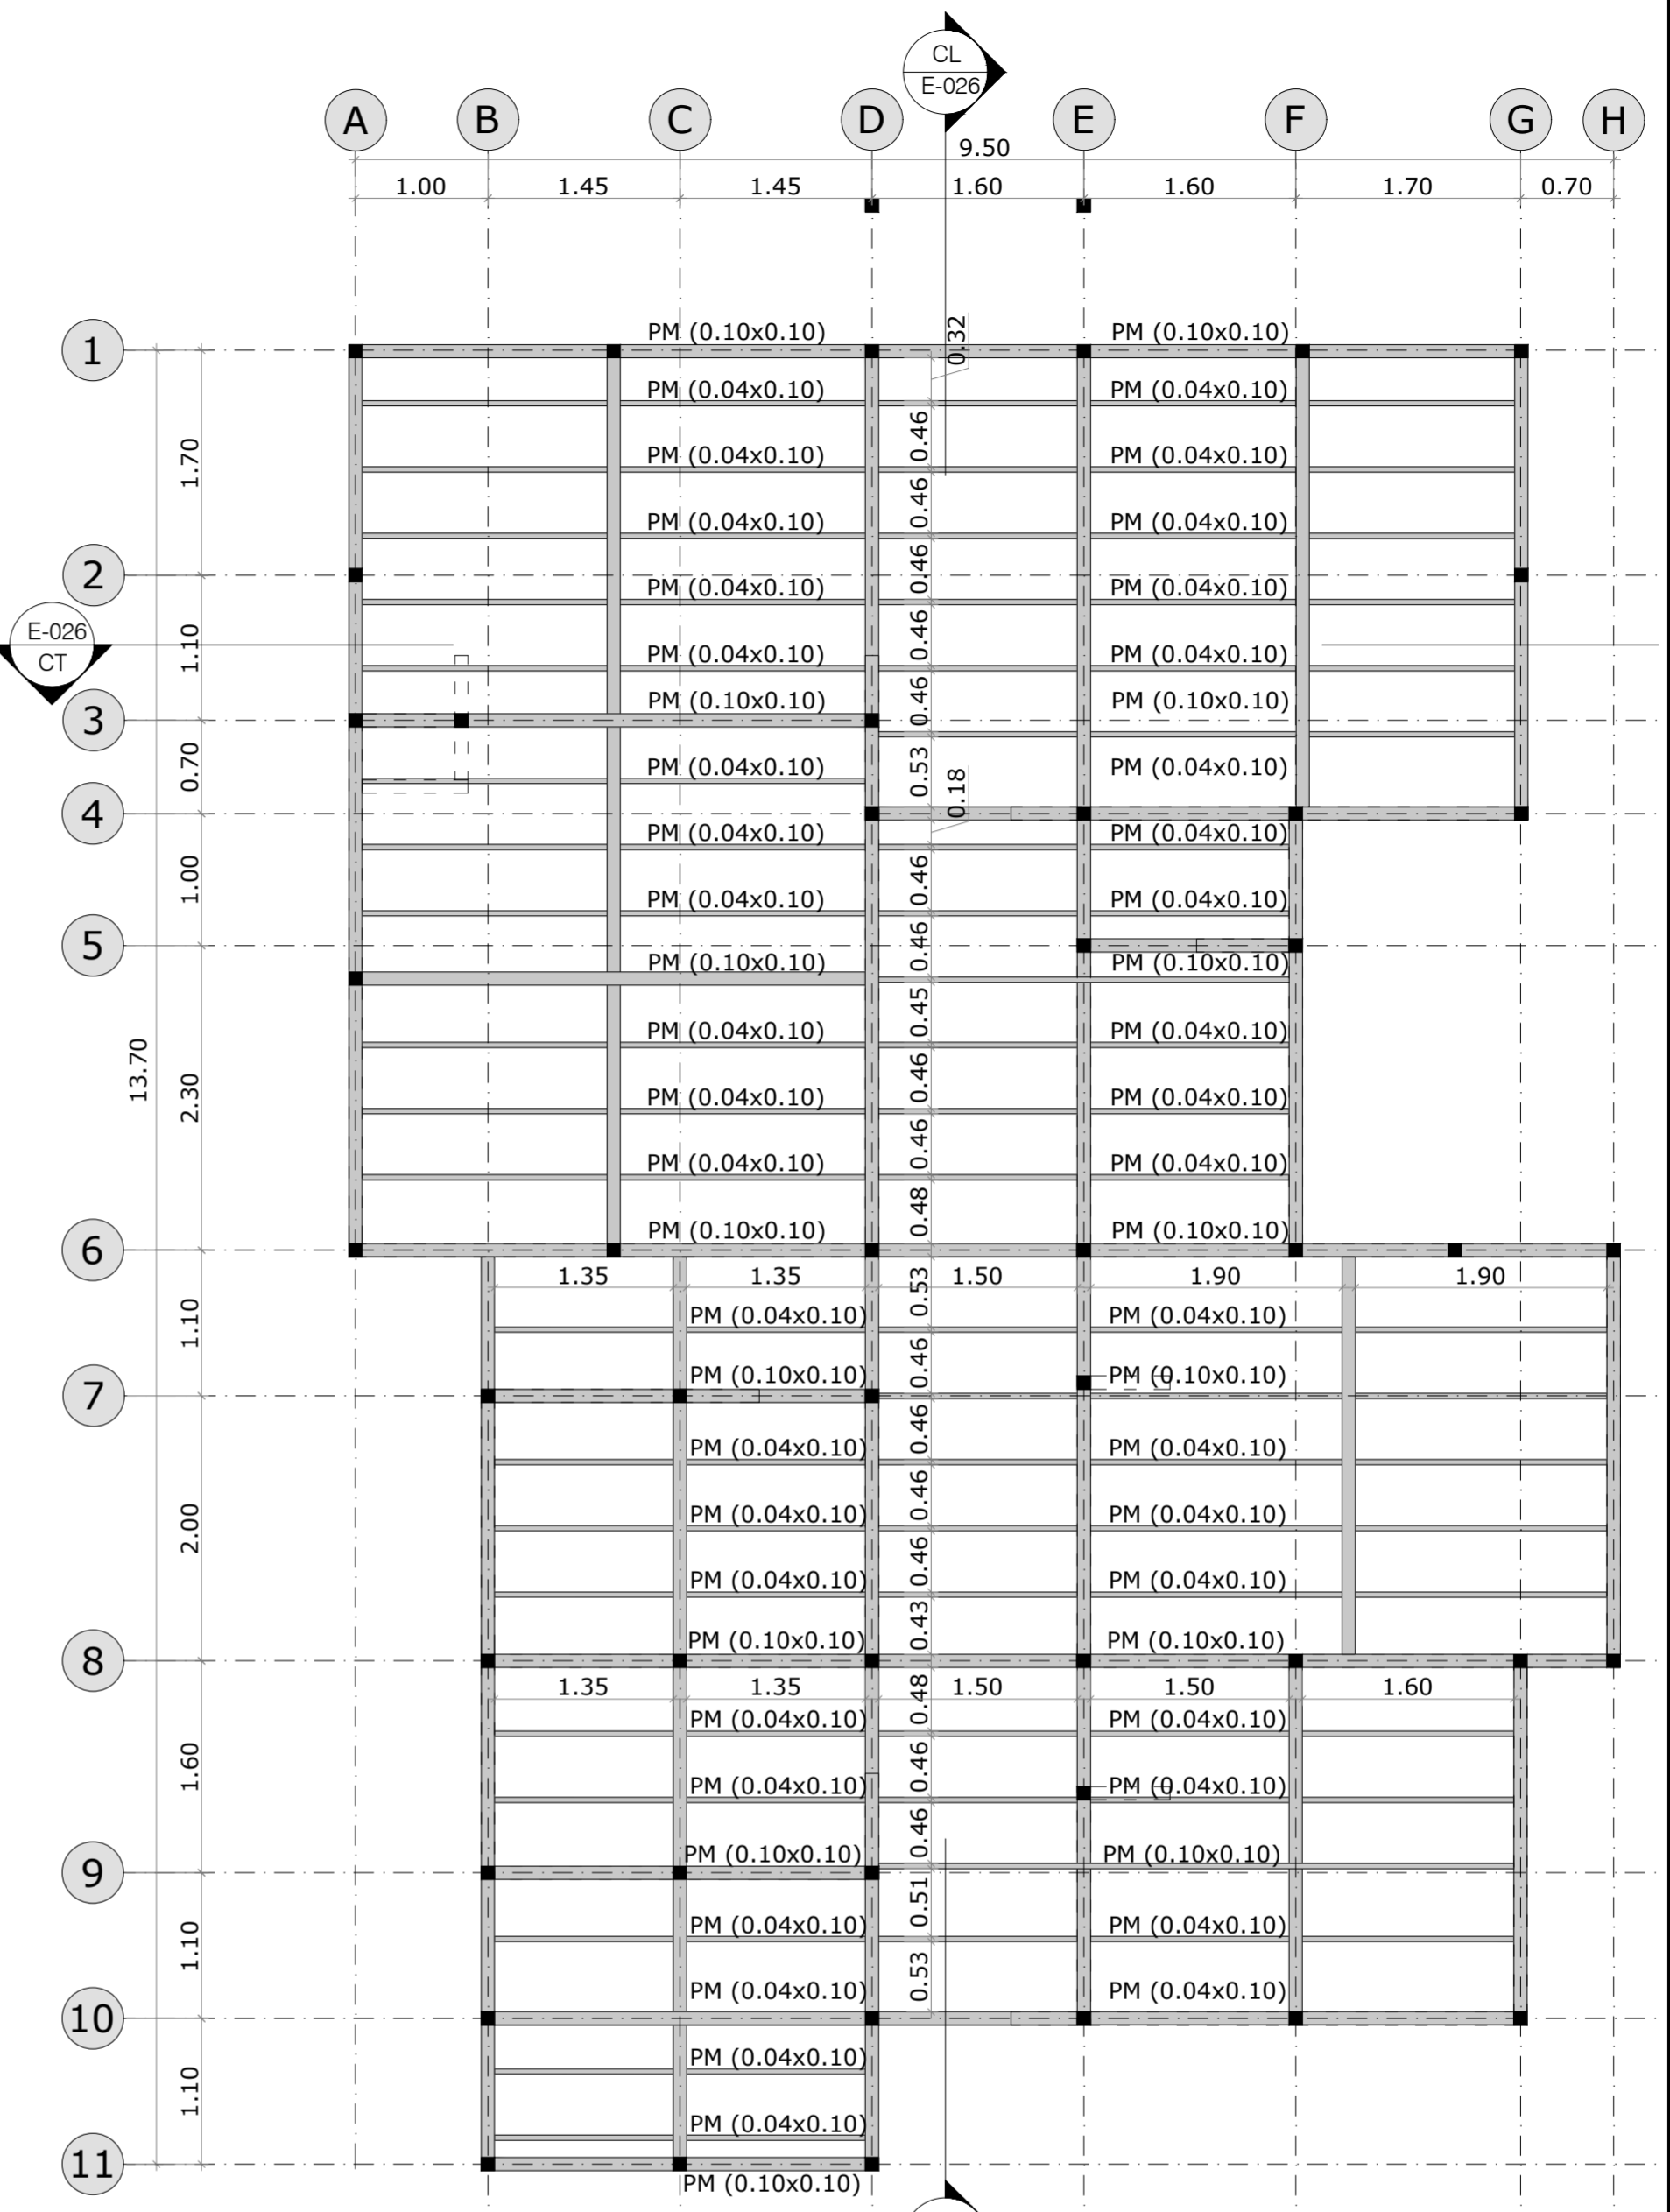 CL
E-026
A B C D E F G H
9.50
1.00 1.45 1.45 1.60 1.60 1.70 0.70
1 PM (0.10x0.10) 0.32 PM (0.10x0.10)
PM (0.04x0.10) PM (0.04x0.10)
1.70 0.46
PM (0.04x0.10) PM (0.04x0.10)
0.46
PM (0.04x0.10) PM (0.04x0.10)
2 0.46
PM (0.04x0.10) PM (0.04x0.10)
E-026
CT
1.10 0.46
PM (0.04x0.10) PM (0.04x0.10)
3 PM (0.10x0.10) 0.46 PM (0.10x0.10)
0.70 PM (0.04x0.10) 0.53 PM (0.04x0.10)
0.18
4 PM (0.04x0.10) PM (0.04x0.10)
1.00 0.46
PM (0.04x0.10) PM (0.04x0.10)
5 0.46
PM (0.10x0.10) PM (0.10x0.10)
0.45
PM (0.04x0.10) PM (0.04x0.10)
13.70 2.30 0.46
PM (0.04x0.10) PM (0.04x0.10)
0.46
PM (0.04x0.10) PM (0.04x0.10)
0.48
6 PM (0.10x0.10) PM (0.10x0.10)
1.35 1.35 1.50 1.90 1.90
0.53
1.10 PM (0.04x0.10) PM (0.04x0.10)
0.46
7 PM (0.10x0.10) PM (0.10x0.10)
0.46
PM (0.04x0.10) PM (0.04x0.10)
2.00 0.46
PM (0.04x0.10) PM (0.04x0.10)
0.46
PM (0.04x0.10) PM (0.04x0.10)
0.43
8 PM (0.10x0.10) PM (0.10x0.10)
1.35 1.35 1.50 1.50 1.60
0.48
PM (0.04x0.10) PM (0.04x0.10)
1.60 0.46
PM (0.04x0.10) PM (0.04x0.10)
0.46
9 PM (0.10x0.10) PM (0.10x0.10)
0.51
1.10 PM (0.04x0.10) PM (0.04x0.10)
0.53
10 PM (0.04x0.10) PM (0.04x0.10)
PM (0.04x0.10)
1.10
PM (0.04x0.10)
11 PM (0.10x0.10)